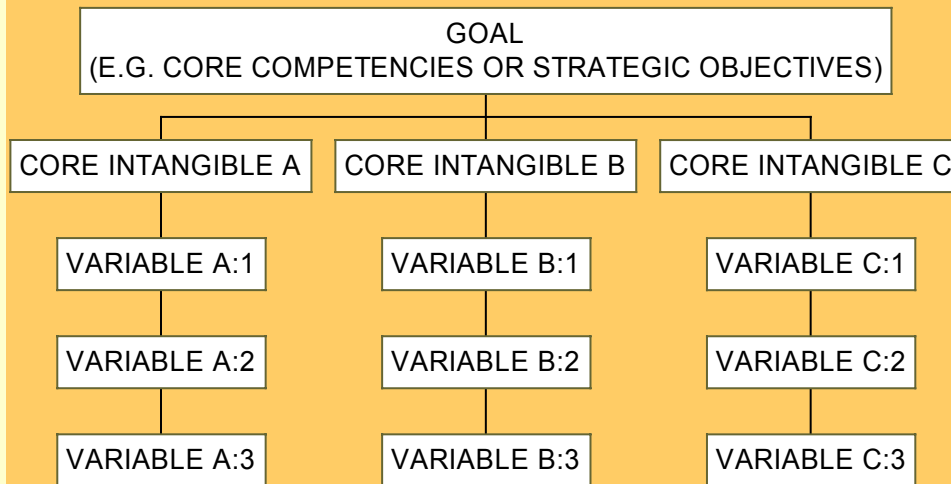 GOAL
(E.G. CORE COMPETENCIES OR STRATEGIC OBJECTIVES)
CORE INTANGIBLE A
CORE INTANGIBLE B
CORE INTANGIBLE C
VARIABLE A:1
VARIABLE B:1
VARIABLE C:1
VARIABLE A:2
VARIABLE B:2
VARIABLE C:2
VARIABLE A:3
VARIABLE B:3
VARIABLE C:3